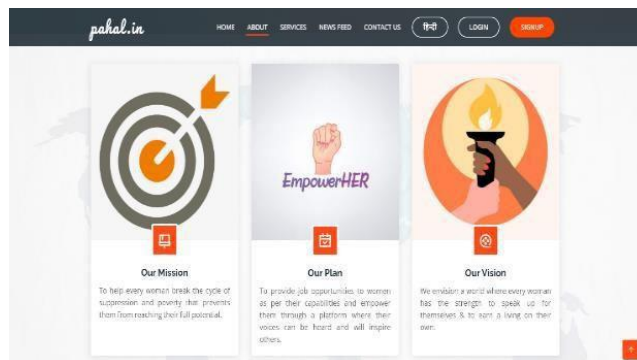 pahal.in
HOME ABOUT SERVICES NEWS FEED CONTACT US हिन्दी LOGIN SIGNUP
EmpowerHER
Our Mission
To help every woman break the cycle of
suppression and poverty that prevents
them from reaching their full potential.
Our Plan
To provide job opportunities to women
as per their capabilities and empower
them through a platform where their
voices can be heard and will inspire
others.
Our Vision
We envision a world where every woman
has the strength to speak up for
themselves & to earn a living on their
own.